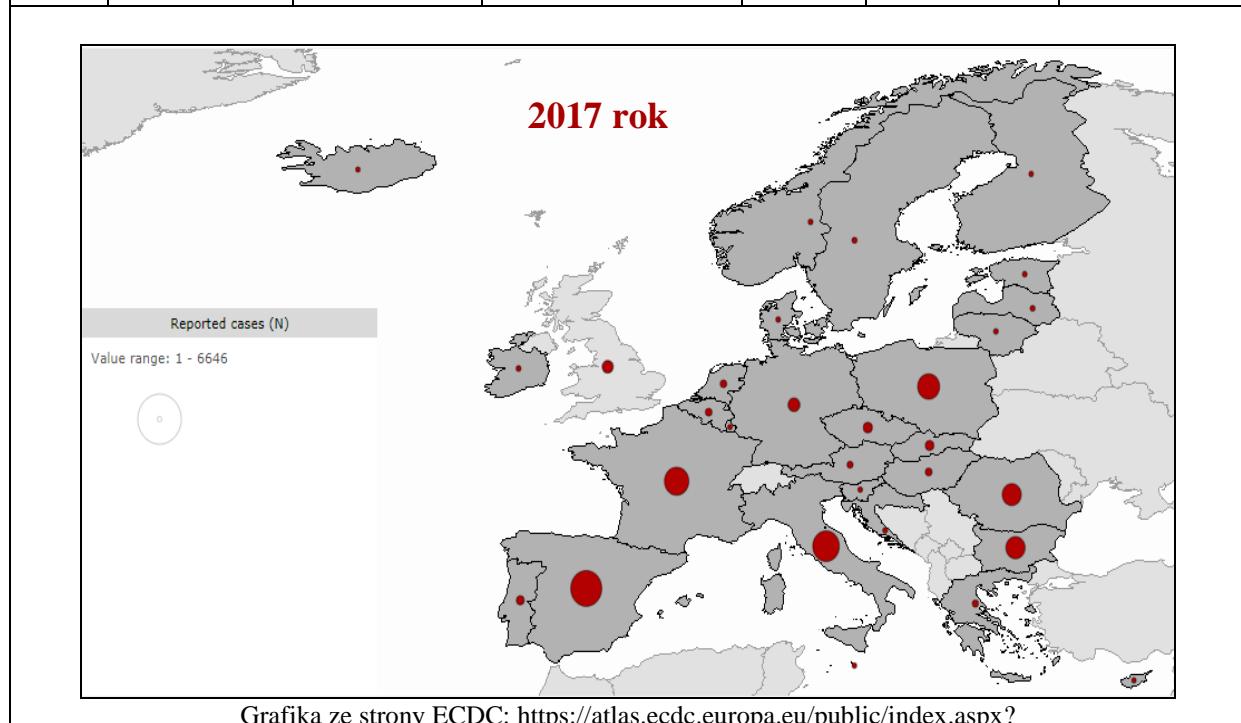 2017 rok
Reported cases (N)
Value range: 1 - 6646
Grafika ze strony ECDC: https://atlas.ecdc.europa.eu/public/index.aspx?